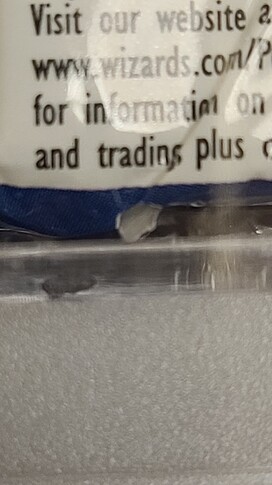 Visit our website a
www.wizards.com/P
for information on
and trading plus c